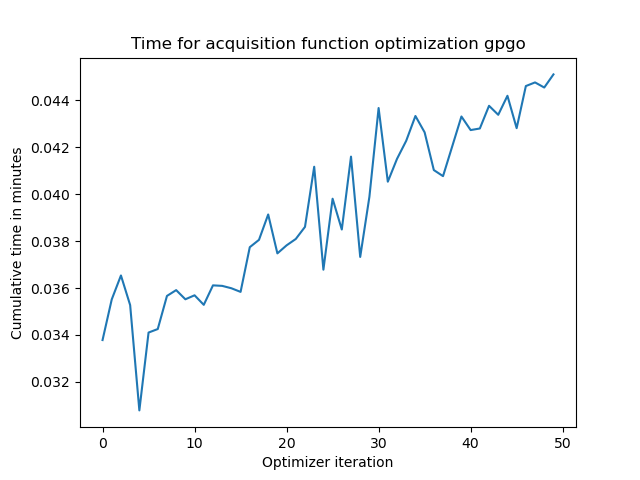 Time for acquisition function optimization gpgo
Cumulative time in minutes
0.044
0.042
0.040
0.038
0.036
0.034
0.032
0 10 20 30 40 50
Optimizer iteration